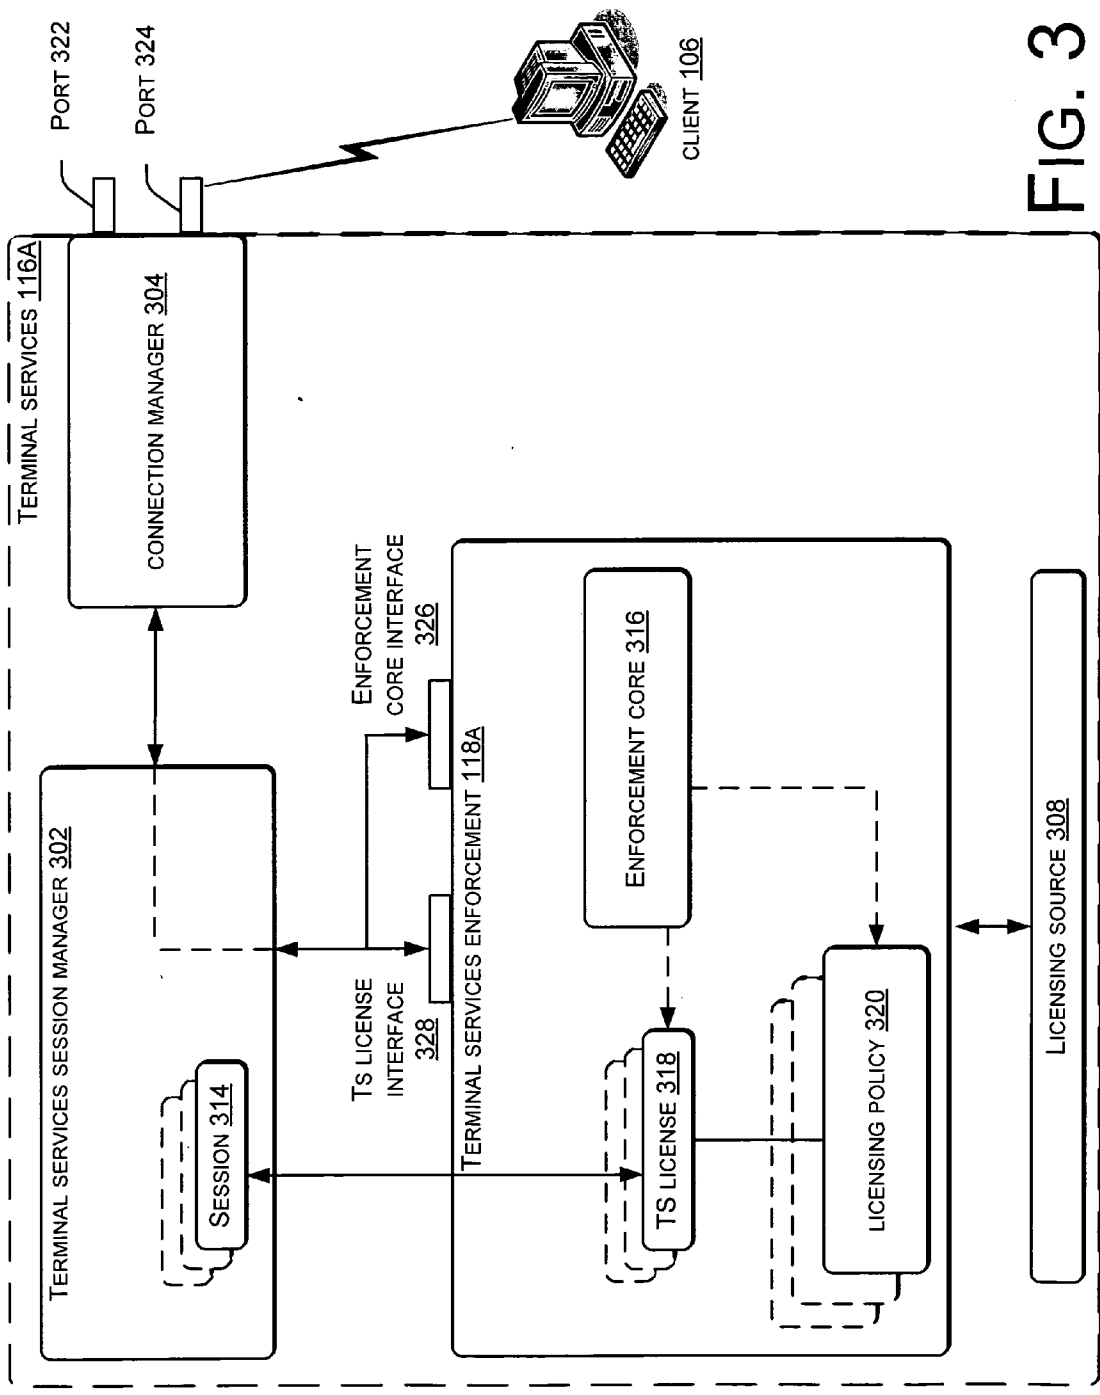 TERMINAL SERVICES 116A
TERMINAL SERVICES SESSION MANAGER 302
SESSION 314
CONNECTION MANAGER 304
PORT 322
PORT 324
CLIENT 106
TS LICENSE
INTERFACE
328
ENFORCEMENT
CORE INTERFACE
326
TERMINAL SERVICES ENFORCEMENT 118A
TS LICENSE 318
ENFORCEMENT CORE 316
LICENSING POLICY 320
LICENSING SOURCE 308
FIG. 3